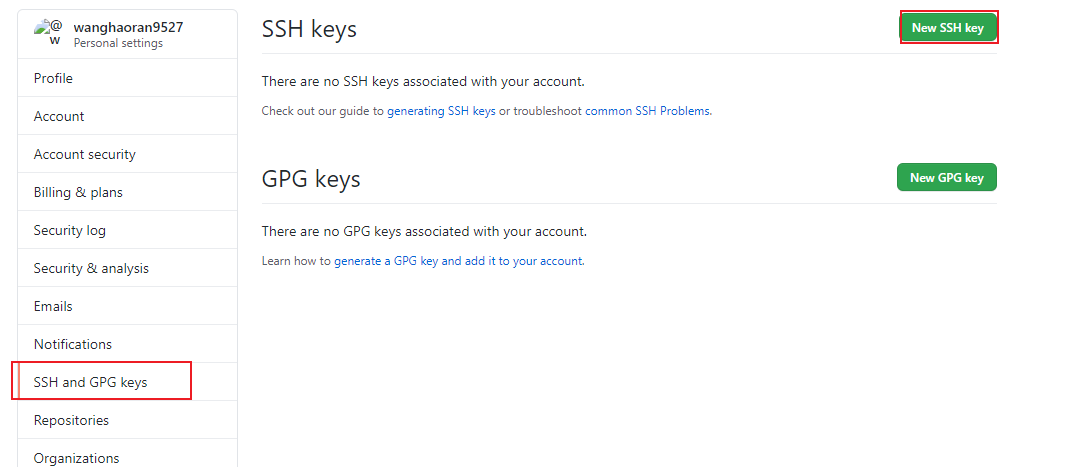 @
w
wanghaoran9527
Personal settings
Profile
Account
Account security
Billing & plans
Security log
Security & analysis
Emails
Notifications
SSH and GPG keys
Repositories
Organizations
SSH keys
New SSH key
There are no SSH keys associated with your account.
Check out our guide to generating SSH keys or troubleshoot common SSH Problems.
GPG keys
New GPG key
There are no GPG keys associated with your account.
Learn how to generate a GPG key and add it to your account.